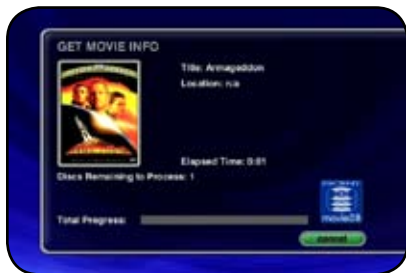 GET MOVIE INFO
Title: Armageddon
Location: n/a
Elapsed Time: 0:01
Discs Remaining to Process: 1
Total Progress:
movieDB
cancel